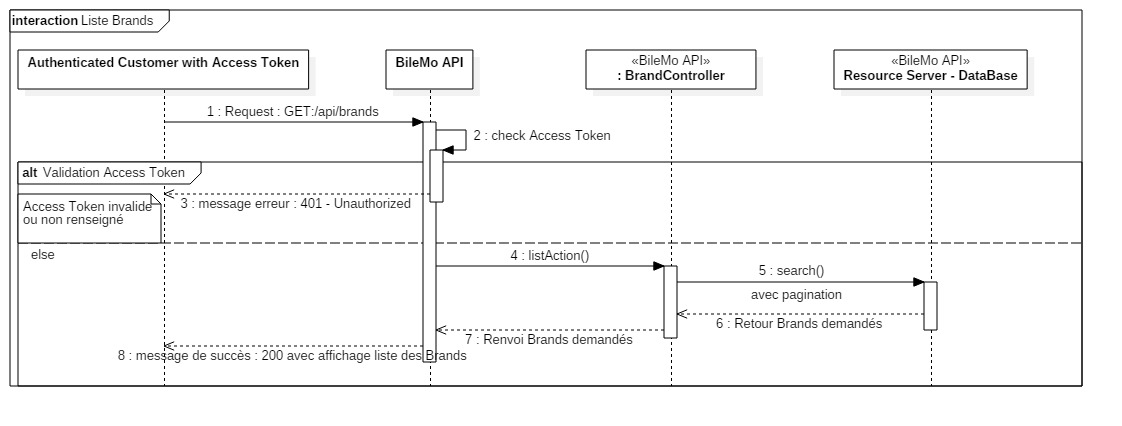 interaction Liste Brands
Authenticated Customer with Access Token
BileMo API
«BileMo API»
: BrandController
«BileMo API»
Resource Server - DataBase
1 : Request : GET:/api/brands
2 : check Access Token
alt Validation Access Token
3 : message erreur : 401 - Unauthorized
Access Token invalide
ou non renseigné
else
4 : listAction()
5 : search()
avec pagination
6 : Retour Brands demandés
7 : Renvoi Brands demandés
8 : message de succès : 200 avec affichage liste des Brands